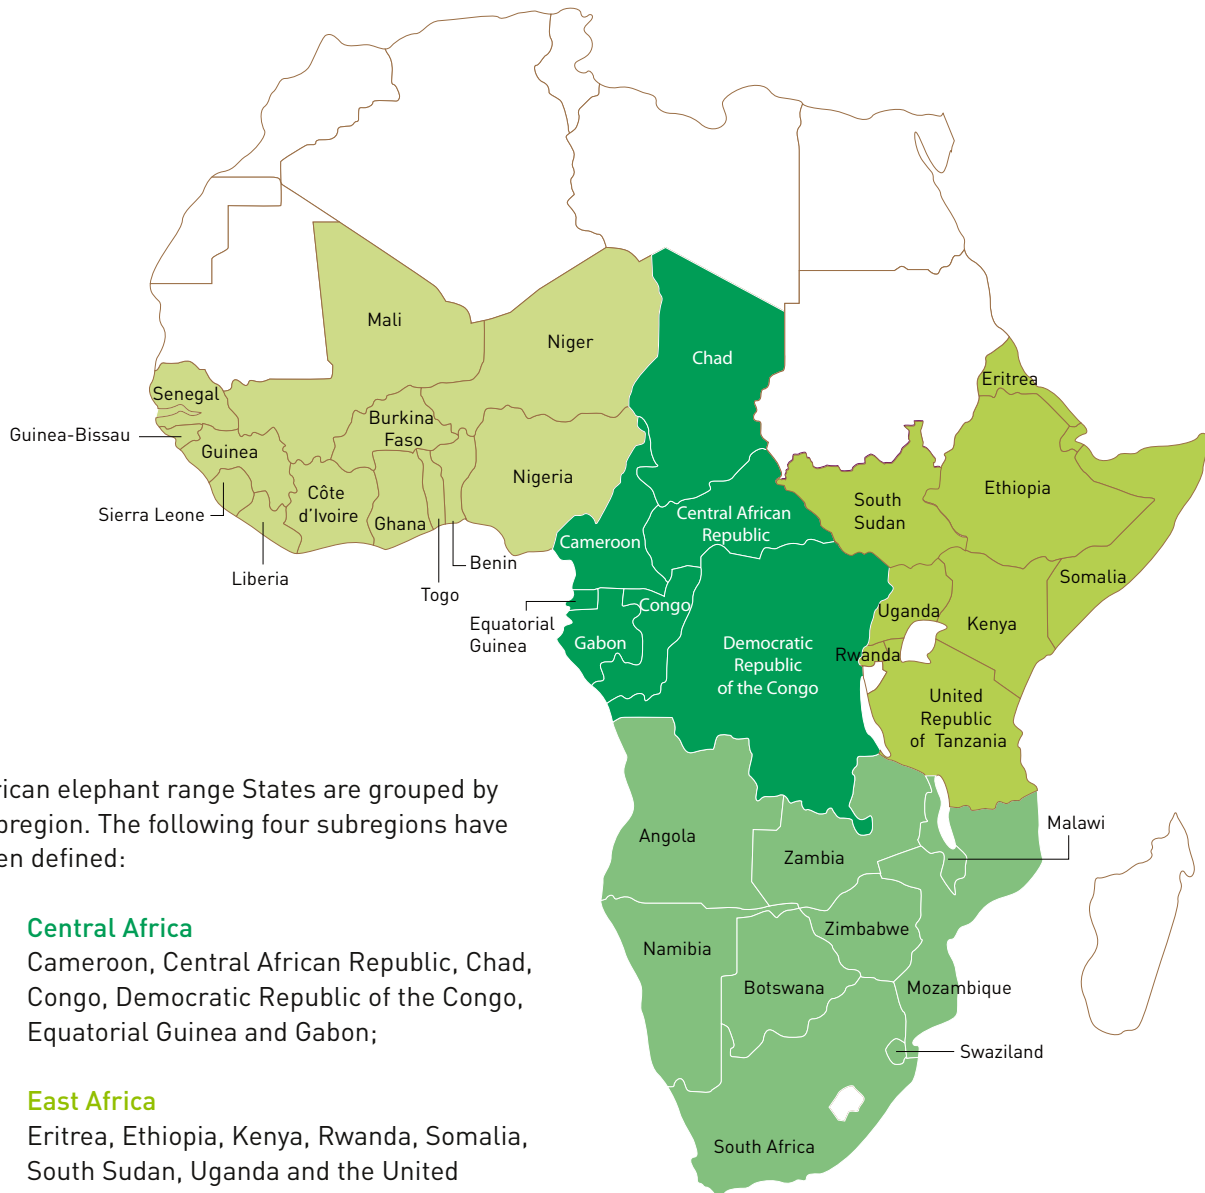 Mali
Niger
Chad
Senegal
Eritrea
Burkina
Faso
Guinea-Bissau
Guinea
Nigeria
Ethiopia
Côte
d'Ivoire
South
Sudan
Sierra Leone
Ghana
Central African
Republic
Cameroon
Benin
Liberia
Togo
Somalia
Equatorial
Guinea
Congo
Uganda
Kenya
Gabon
Democratic
Republic
of the Congo
Rwanda
United
Republic
of Tanzania
rican elephant range States are grouped by
bregion. The following four subregions have
en defined:
Malawi
Angola
Zambia
Central Africa
Cameroon, Central African Republic, Chad,
Congo, Democratic Republic of the Congo,
Equatorial Guinea and Gabon;
Zimbabwe
Namibia
Botswana
Mozambique
Swaziland
East Africa
Eritrea, Ethiopia, Kenya, Rwanda, Somalia,
South Sudan, Uganda and the United
South Africa